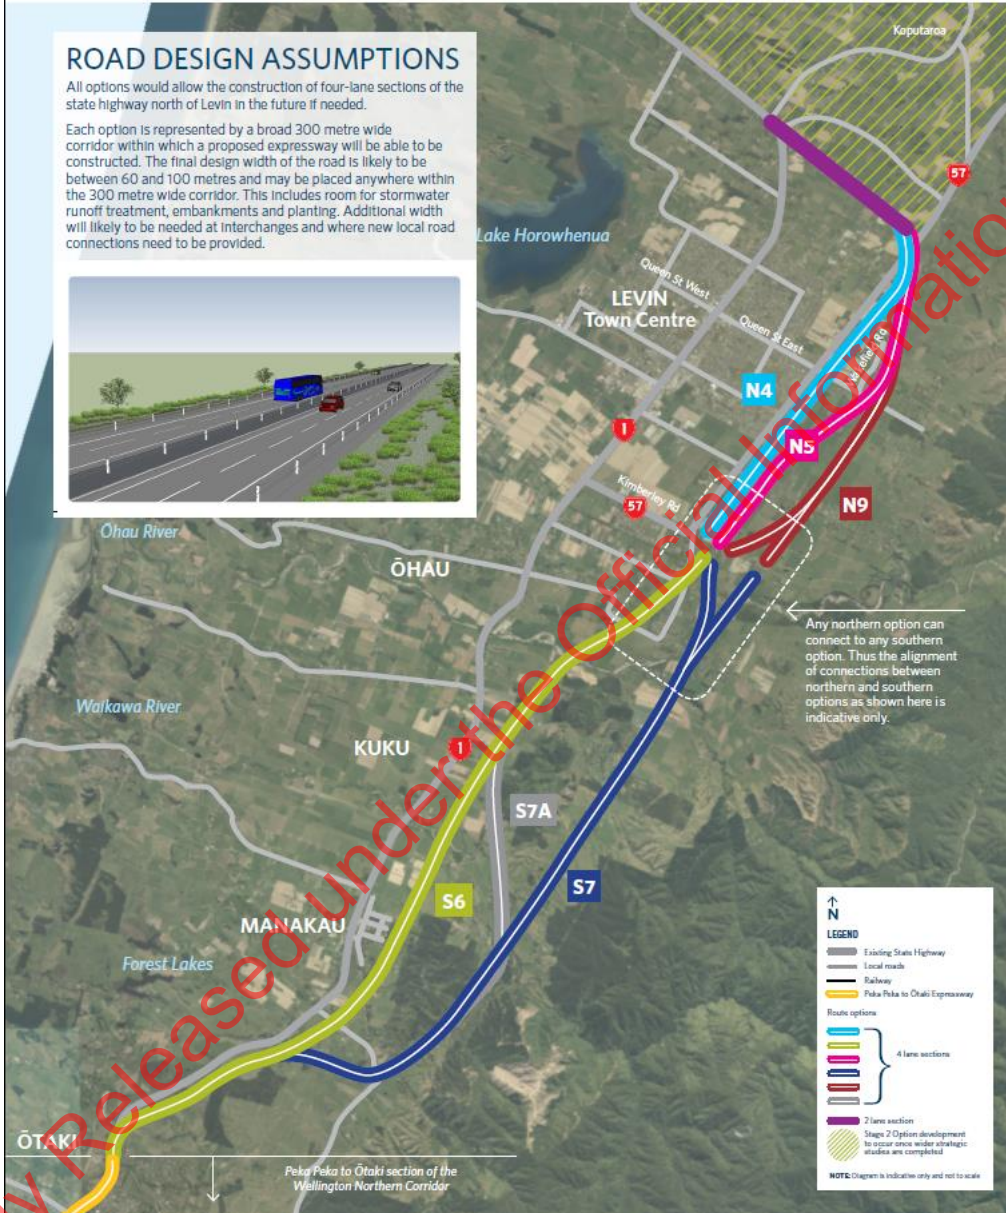 ROAD DESIGN ASSUMPTIONS
All options would allow the construction of four-lane sections of the
state highway north of Levin in the future if needed.
Each option is represented by a broad 300 metre wide
corridor within which a proposed expressway will be able to be
constructed. The final design width of the road is likely to be
between 60 and 100 metres and may be placed anywhere within
the 300 metre wide corridor. This includes room for stormwater
runoff treatment, embankments and planting. Additional width
will likely to be needed at interchanges and where new local road
connections need to be provided.
Koputaroa
57
Lake Horowhenua
Queen St West
LEVIN
Town Centre
Queen St East
N4
1
N5
Kimberley Rd
57
N9
Ōhau River
ŌHAU
Any northern option can
connect to any southern
option. Thus the alignment
of connections between
northern and southern
options as shown here is
indicative only.
Waikawa River
KUKU
1
S7A
S7
S6
MANAKAU
Forest Lakes
N
LEGEND
Existing State Highway
Local roads
Railway
Peka Peka to Ōtaki Expressway
Route options
4 lane sections
2 lane section
Stage 2 Option development
to occur once wider strategic
studies are completed
NOTE: Diagram is indicative only and not to scale
ŌTAKI
Peka Peka to Ōtaki section of the
Wellington Northern Corridor
Released under the Official Information